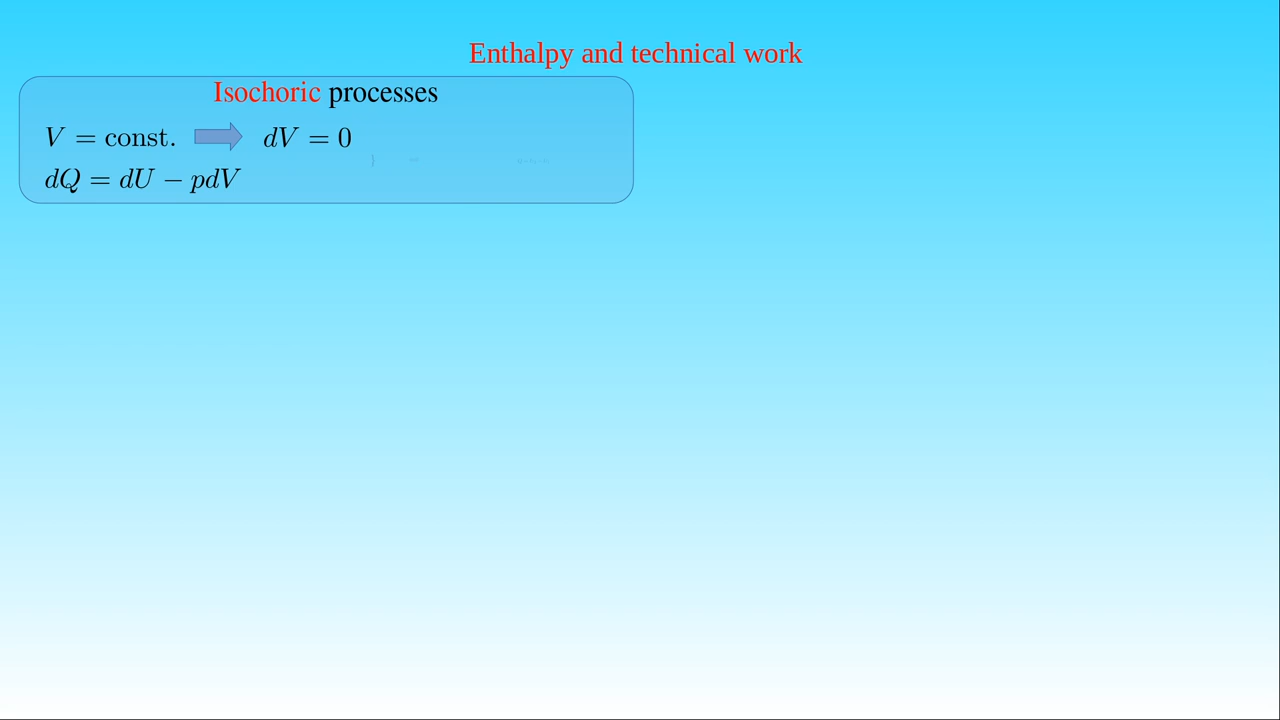 Enthalpy and technical work
Isochoric processes
V = const. dV = 0
dQ = dU − pdV